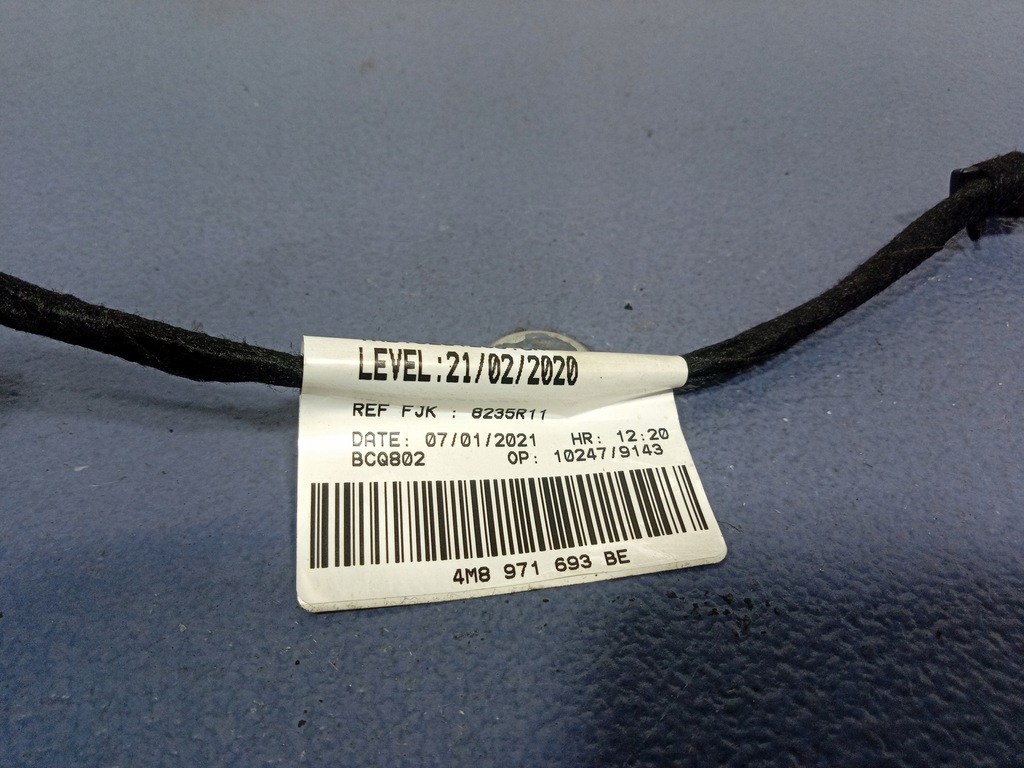 LEVEL:21/02/2020
REF FJK : 8235R11
DATE: 07/01/2021 HR: 12:20
BCQ802 OP: 10247/9143
4M8 971 693 BE